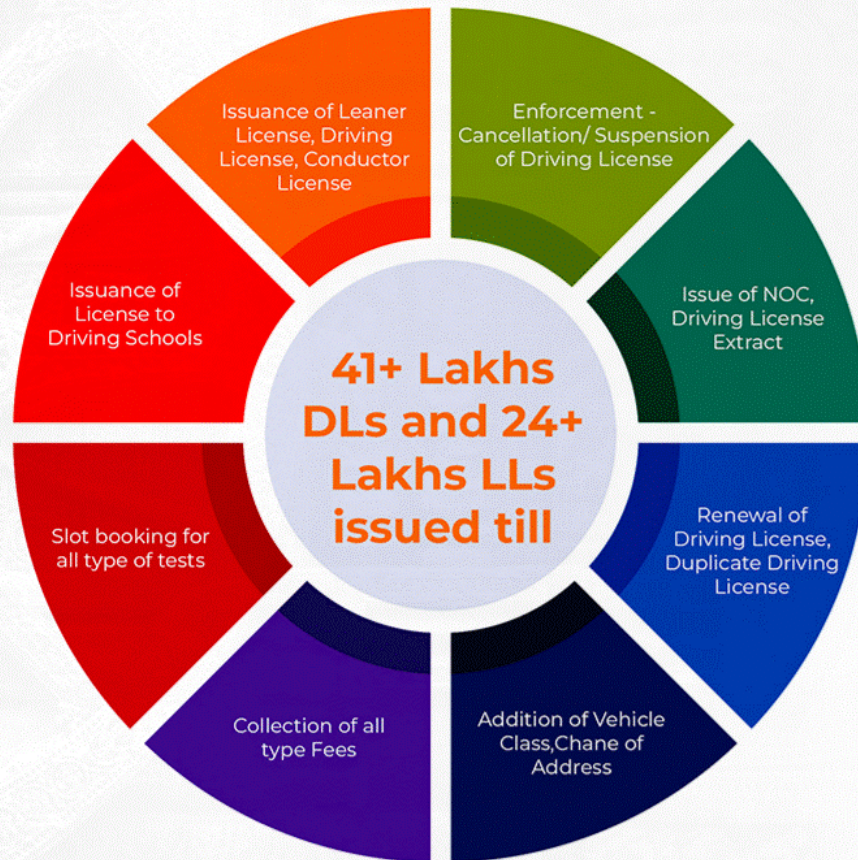 Issuance of Leaner
License, Driving
License, Conductor
License
Enforcement -
Cancellation/ Suspension
of Driving License
Issue of NOC,
Driving License
Extract
Renewal of
Driving License,
Duplicate Driving
License
Addition of Vehicle
Class,Chane of
Address
Collection of all
type Fees
Slot booking for
all type of tests
Issuance of
License to
Driving Schools
41+ Lakhs
DLs and 24+
Lakhs LLs
issued till